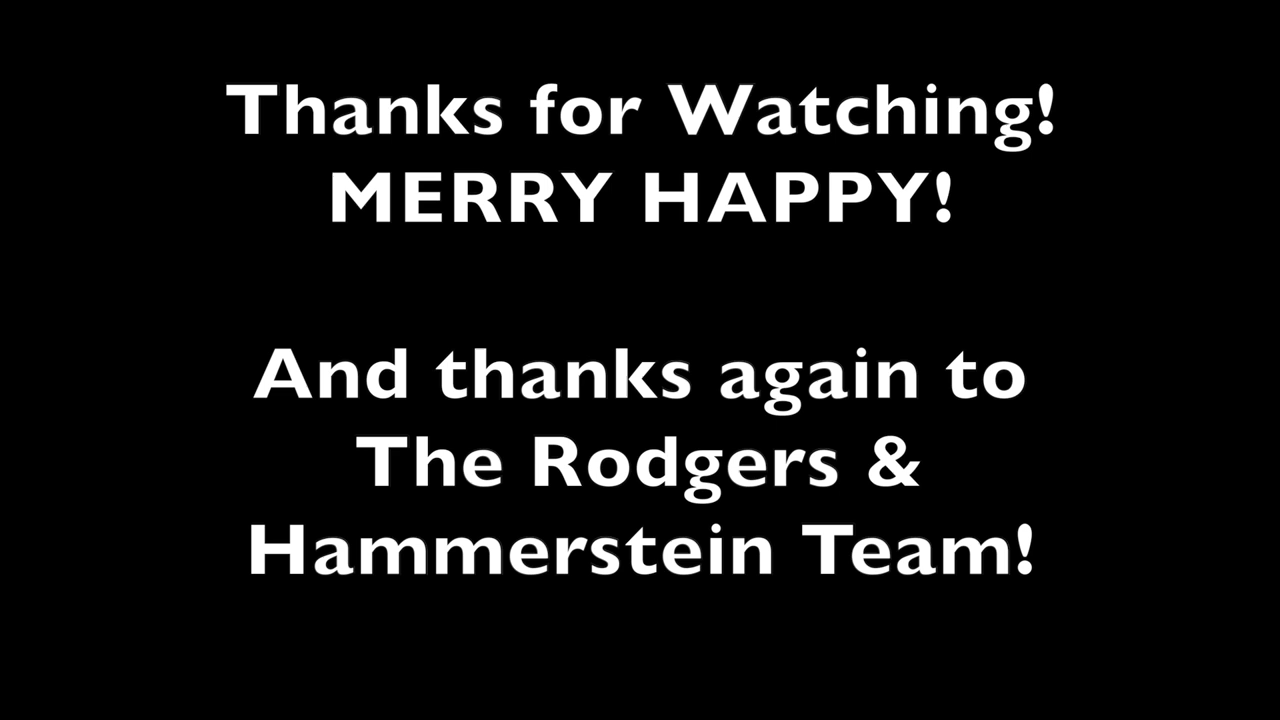 Thanks for Watching!
MERRY HAPPY!
And thanks again to
The Rodgers &
Hammerstein Team!